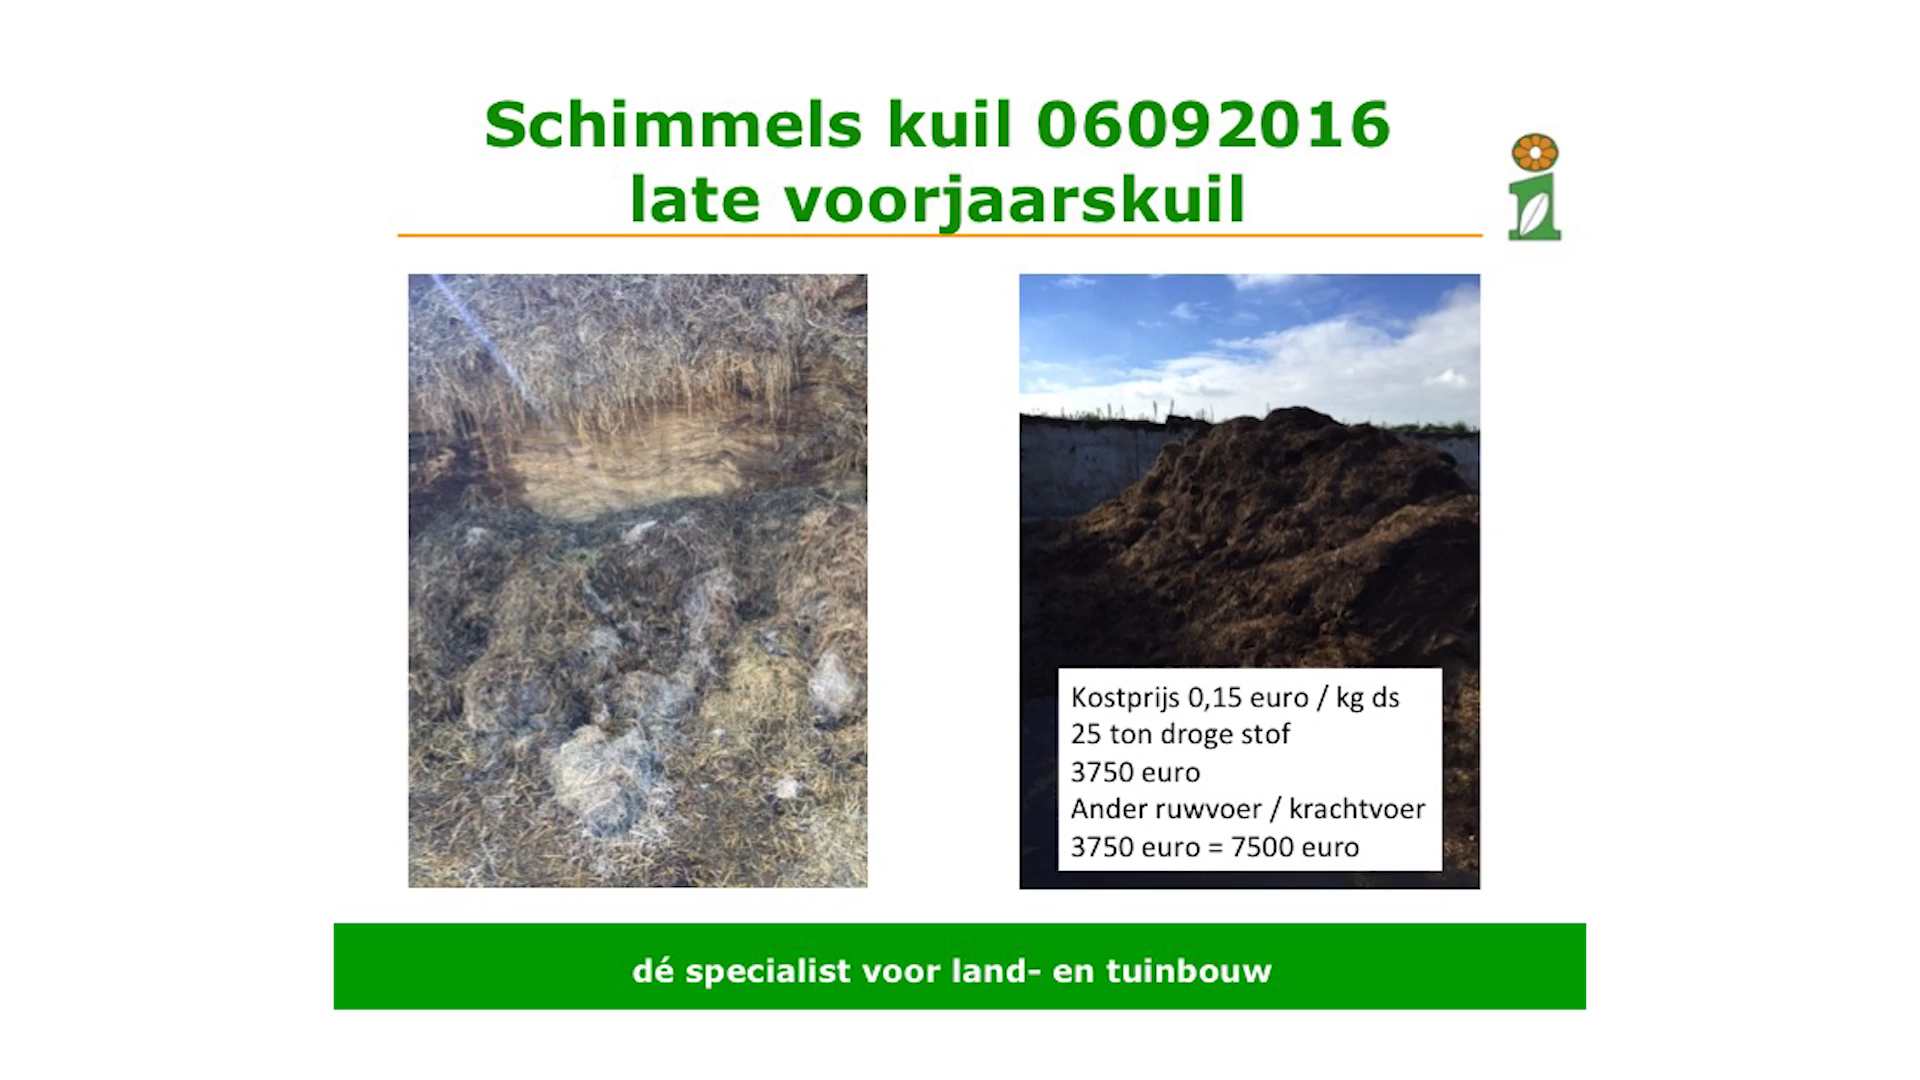 Schimmels kuil 06092016
late voorjaarskuil
Kostprijs 0,15 euro / kg ds
25 ton droge stof
3750 euro
Ander ruwvoer / krachtvoer
3750 euro = 7500 euro
dé specialist voor land- en tuinbouw